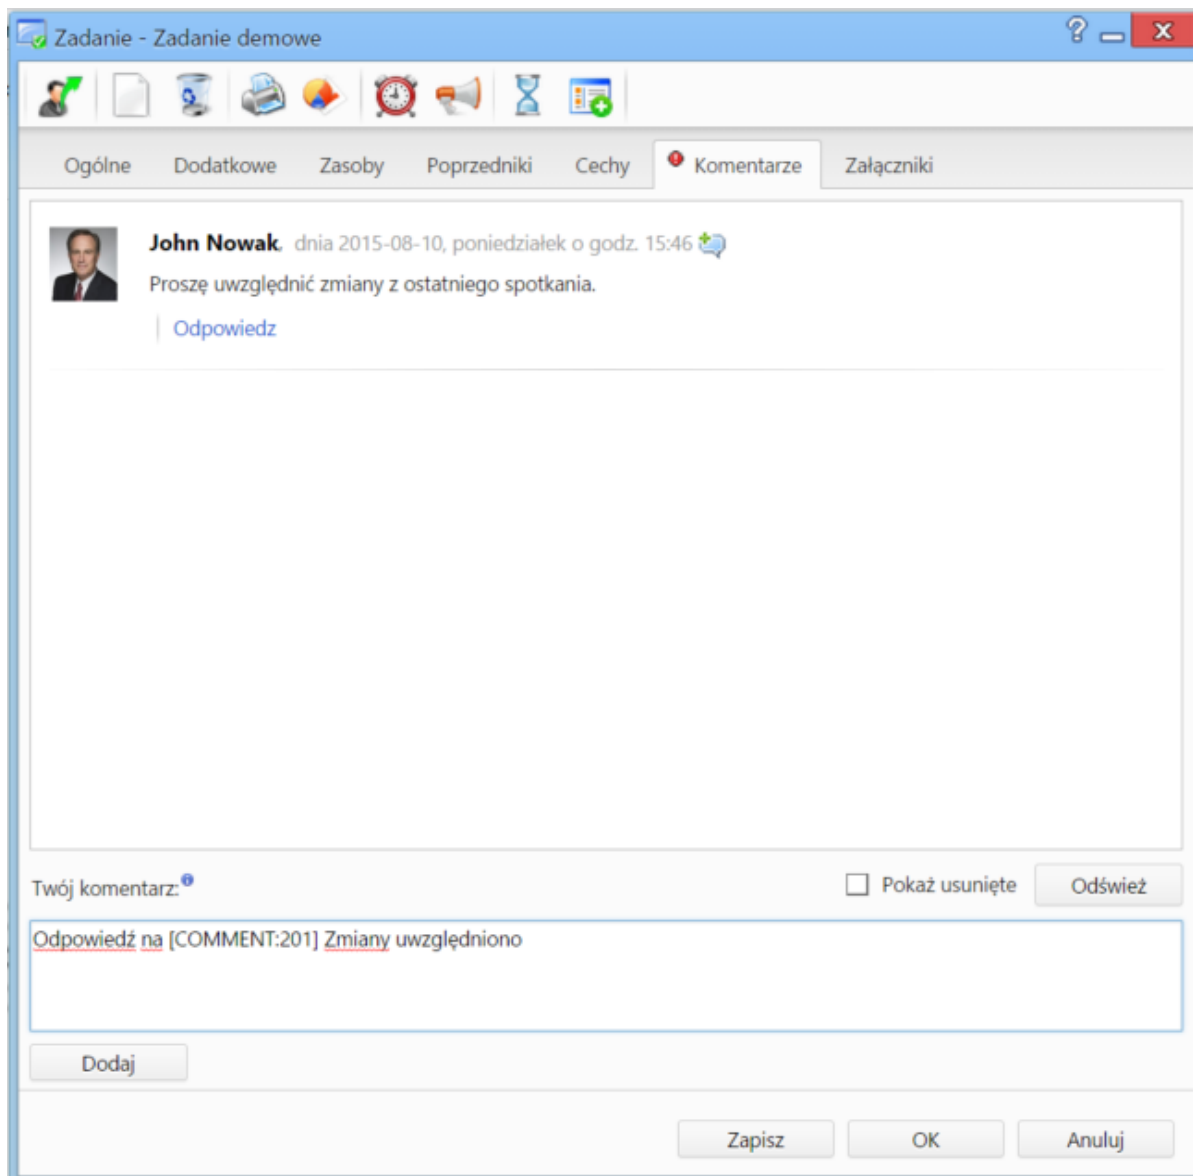 Zadanie - Zadanie demowe
Ogólne Dodatkowe Zasoby Poprzedniki Cechy Komentarze Załączniki
John Nowak, dnia 2015-08-10, poniedziałek o godz. 15:46
Proszę uwzględnić zmiany z ostatniego spotkania.
Odpowiedz
Twój komentarz: Pokaż usunięte Odśwież
Odpowiedź na [COMMENT:201] Zmiany uwzględniono
Dodaj
Zapisz OK Anuluj